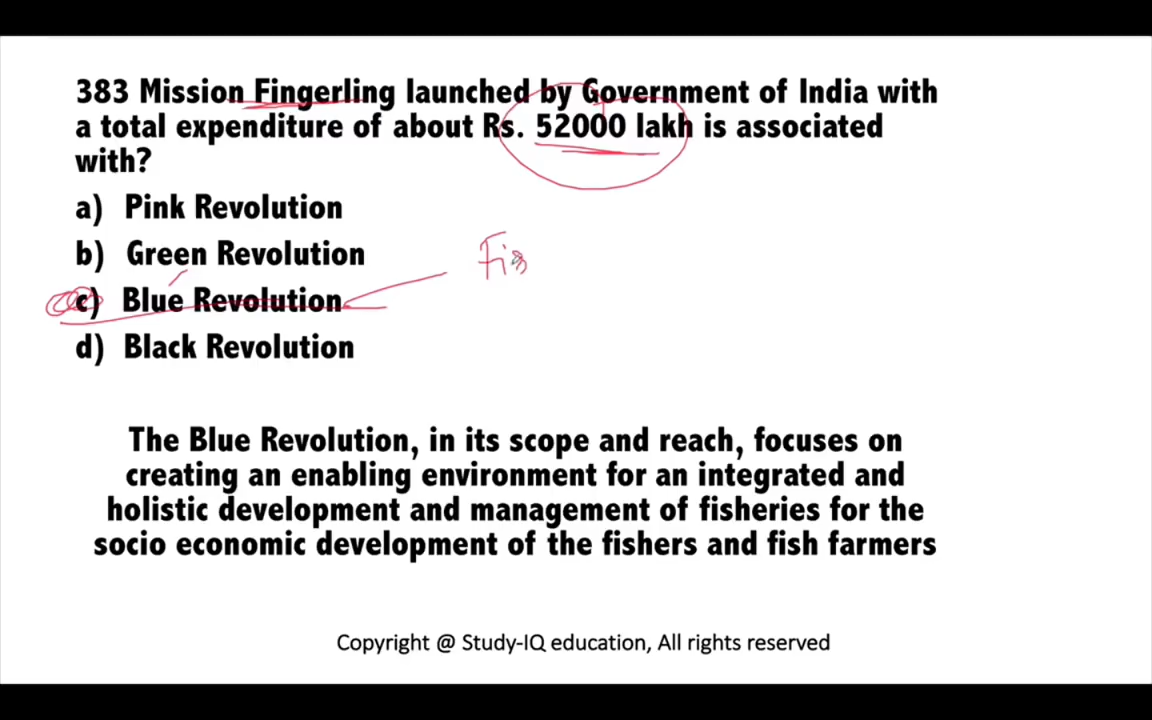 383 Mission Fingerling launched by Government of India with
a total expenditure of about Rs. 52000 lakh is associated
with?
a) Pink Revolution
b) Green Revolution
Fis
c) Blue Revolution
d) Black Revolution
The Blue Revolution, in its scope and reach, focuses on
creating an enabling environment for an integrated and
holistic development and management of fisheries for the
socio economic development of the fishers and fish farmers
Copyright @ Study-IQ education, All rights reserved